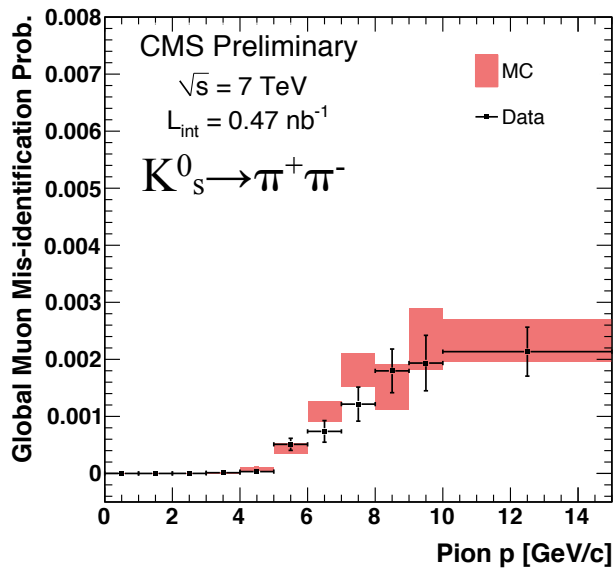 Global Muon Mis-identification Prob.
0.008
0.007
0.006
0.005
0.004
0.003
0.002
0.001
0
CMS Preliminary
√s = 7 TeV
L_int = 0.47 nb⁻¹
K⁰ₛ→π⁺π⁻
MC
Data
0 2 4 6 8 10 12 14
Pion p [GeV/c]